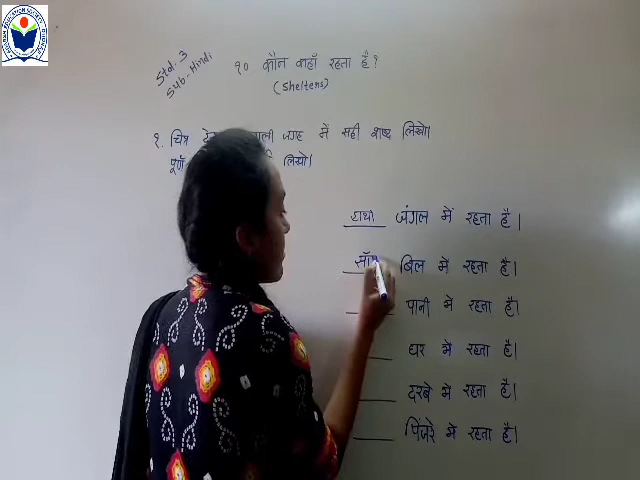 Std. 3
Sub-Hindi
१० कौन कहाँ रहता है?
(Shelters)
१. चित्र जगह में सही शब्द लिखो।
पूर्ण लिखो।
हाथी जंगल में रहता है।
साँप बिल में रहता है।
पानी में रहता है।
घर में रहता है।
दरबे में रहता है।
पिंजरे में रहता है।